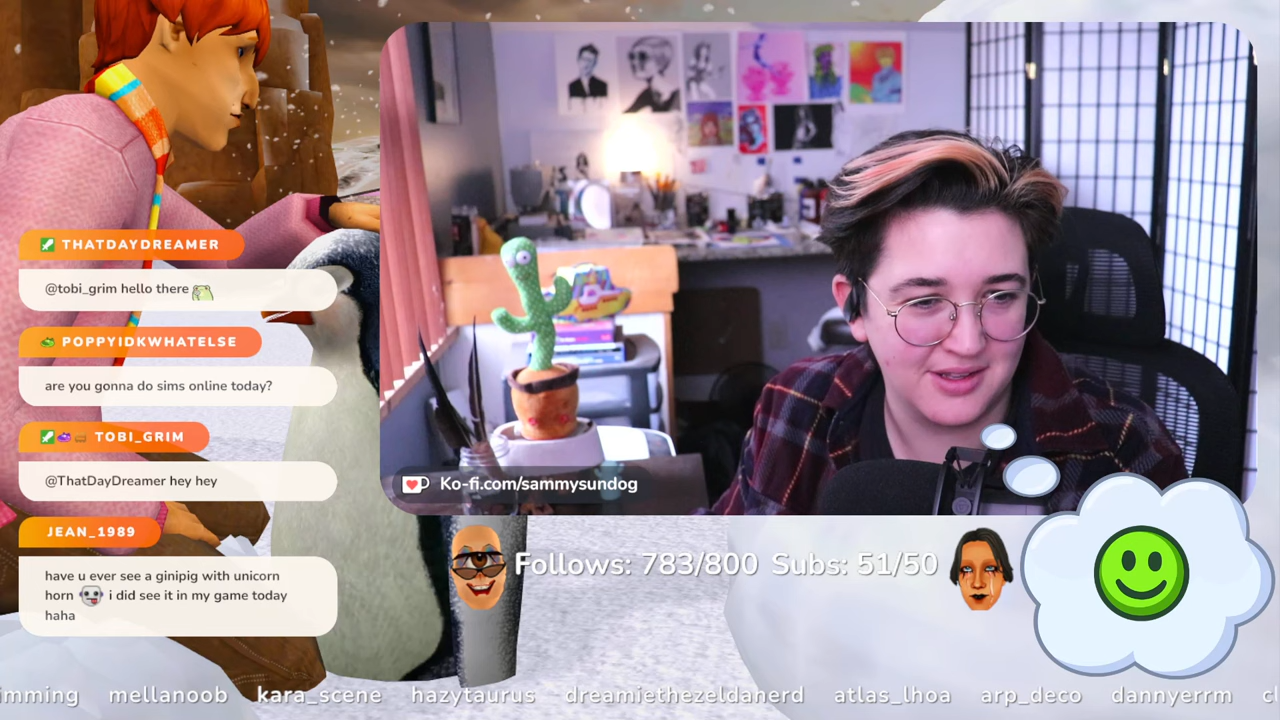 THATDAYDREAMER
@tobi_grim hello there
POPPYIDKWHATELSE
are you gonna do sims online today?
TOBI_GRIM
@ThatDayDreamer hey hey
JEAN_1989
have u ever see a ginipig with unicorn
horn i did see it in my game today
haha
Ko-fi.com/sammysundog
Follows: 783/800 Subs: 51/50
imming mellanoob kara_scene hazytaurus dreamiethezeldanerd atlas_lhoa arp_deco dannyerrm